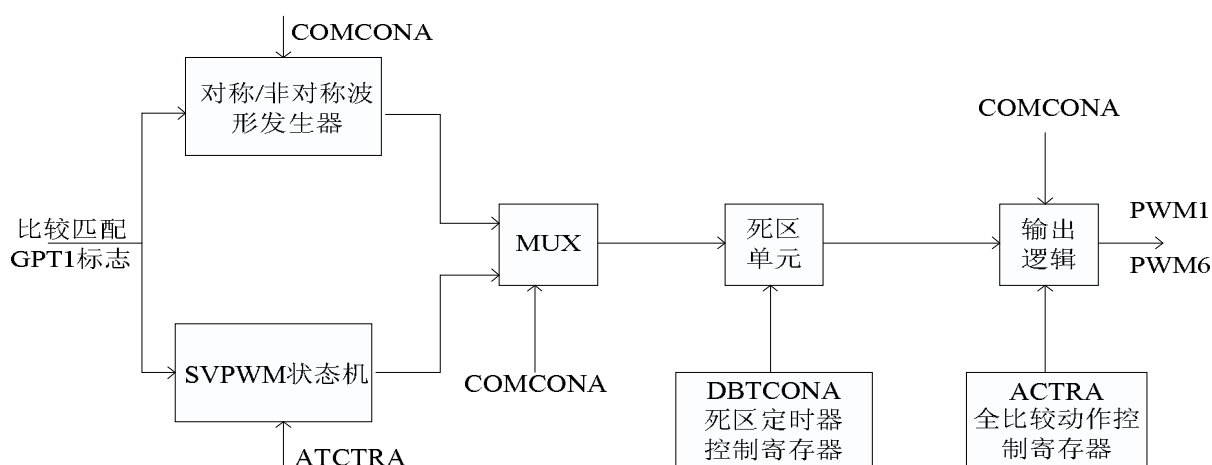 COMCONA
对称/非对称波
形发生器
COMCONA
比较匹配
GPT1标志
MUX
死区
单元
输出
逻辑
PWM1
PWM6
SVPWM状态机
COMCONA
DBTCONA
死区定时器
控制寄存器
ACTRA
全比较动作控
制寄存器
ATCTRA